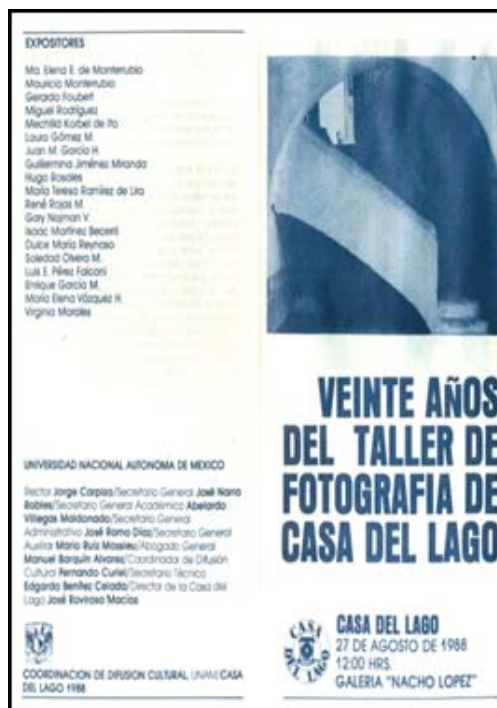 EXPOSITORES
Ma. Elena E. de Monterrubio
Mauricio Monterrubio
Gerardo Foubert
Miguel Rodríguez
Mechtild Korbel de Ito
Laura Gómez M.
Juan M. García H.
Guillermina Jiménez Miranda
Hugo Rosales
María Teresa Ramírez de Lira
René Rojas M.
Gary Najman V.
Isaac Martínez Becerril
Dulce María Reynoso
Soledad Olvera M.
Luis E. Pérez Falconi
Enrique García M.
María Elena Vázquez H.
Virginia Morales
UNIVERSIDAD NACIONAL AUTONOMA DE MEXICO
Rector Jorge Carpizo/Secretario General José Narro
Robles/Secretario General Académico Abelardo
Villegas Maldonado/Secretario General
Administrativo José Romo Díaz/Secretario General
Auxiliar Mario Ruiz Massieu/Abogado General
Manuel Barquín Alvarez/Coordinador de Difusión
Cultural Fernando Curiel/Secretario Técnico
Edgardo Benítez Celada/Director de la Casa del
Lago José Rovirosa Macías
COORDINACION DE DIFUSION CULTURAL, UNAM/CASA
DEL LAGO 1988
VEINTE AÑOS
DEL TALLER DE
FOTOGRAFIA DE
CASA DEL LAGO
CASA
DEL LAGO
CASA DEL LAGO
27 DE AGOSTO DE 1988
12:00 HRS.
GALERIA "NACHO LOPEZ"